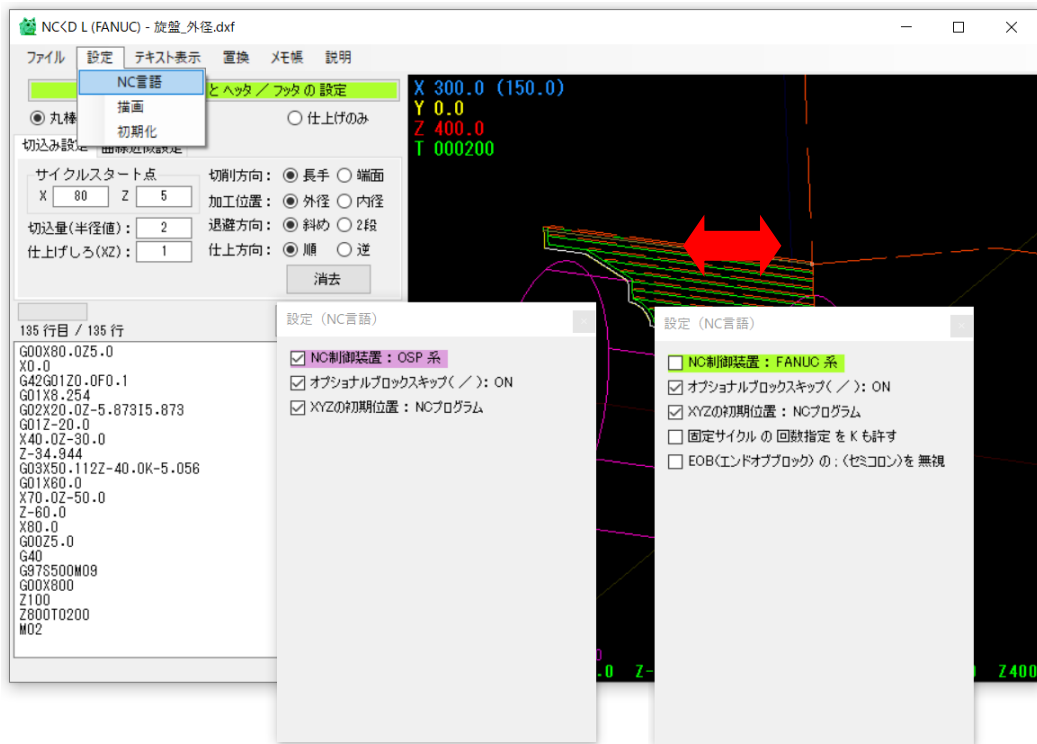 NC<D L (FANUC) - 旋盤_外径.dxf
ファイル 設定 テキスト表示 置換 メモ帳 説明
NC言語
描画
初期化
と ヘッタ / フッタ の 設定
丸棒
仕上げのみ
切込み設定 曲線近似設定
サイクルスタート点
X 80 Z 5
切込量(半径値): 2
仕上げしろ(XZ): 1
切削方向: 長手 端面
加工位置: 外径 内径
退避方向: 斜め 2段
仕上方向: 順 逆
消去
135 行目 / 135 行
G00X80.0Z5.0
X0.0
G42G01Z0.0F0.1
G01X8.254
G02X20.0Z-5.873I5.873
G01Z-20.0
X40.0Z-30.0
Z-34.944
G03X50.112Z-40.0K-5.056
G01X60.0
X70.0Z-50.0
Z-60.0
X80.0
G00Z5.0
G40
G97S500M09
G00X800
Z100
Z800T0200
M02
X 300.0 (150.0)
Y 0.0
Z 400.0
T 000200
設定（NC言語）
NC制御装置 : OSP 系
オプショナルブロックスキップ( / ): ON
XYZの初期位置 : NCプログラム
設定（NC言語）
NC制御装置 : FANUC 系
オプショナルブロックスキップ( / ): ON
XYZの初期位置 : NCプログラム
固定サイクル の 回数指定 を K も許す
EOB(エンドオブブロック) の ; (セミコロン)を 無視
.0 Z-
Z400